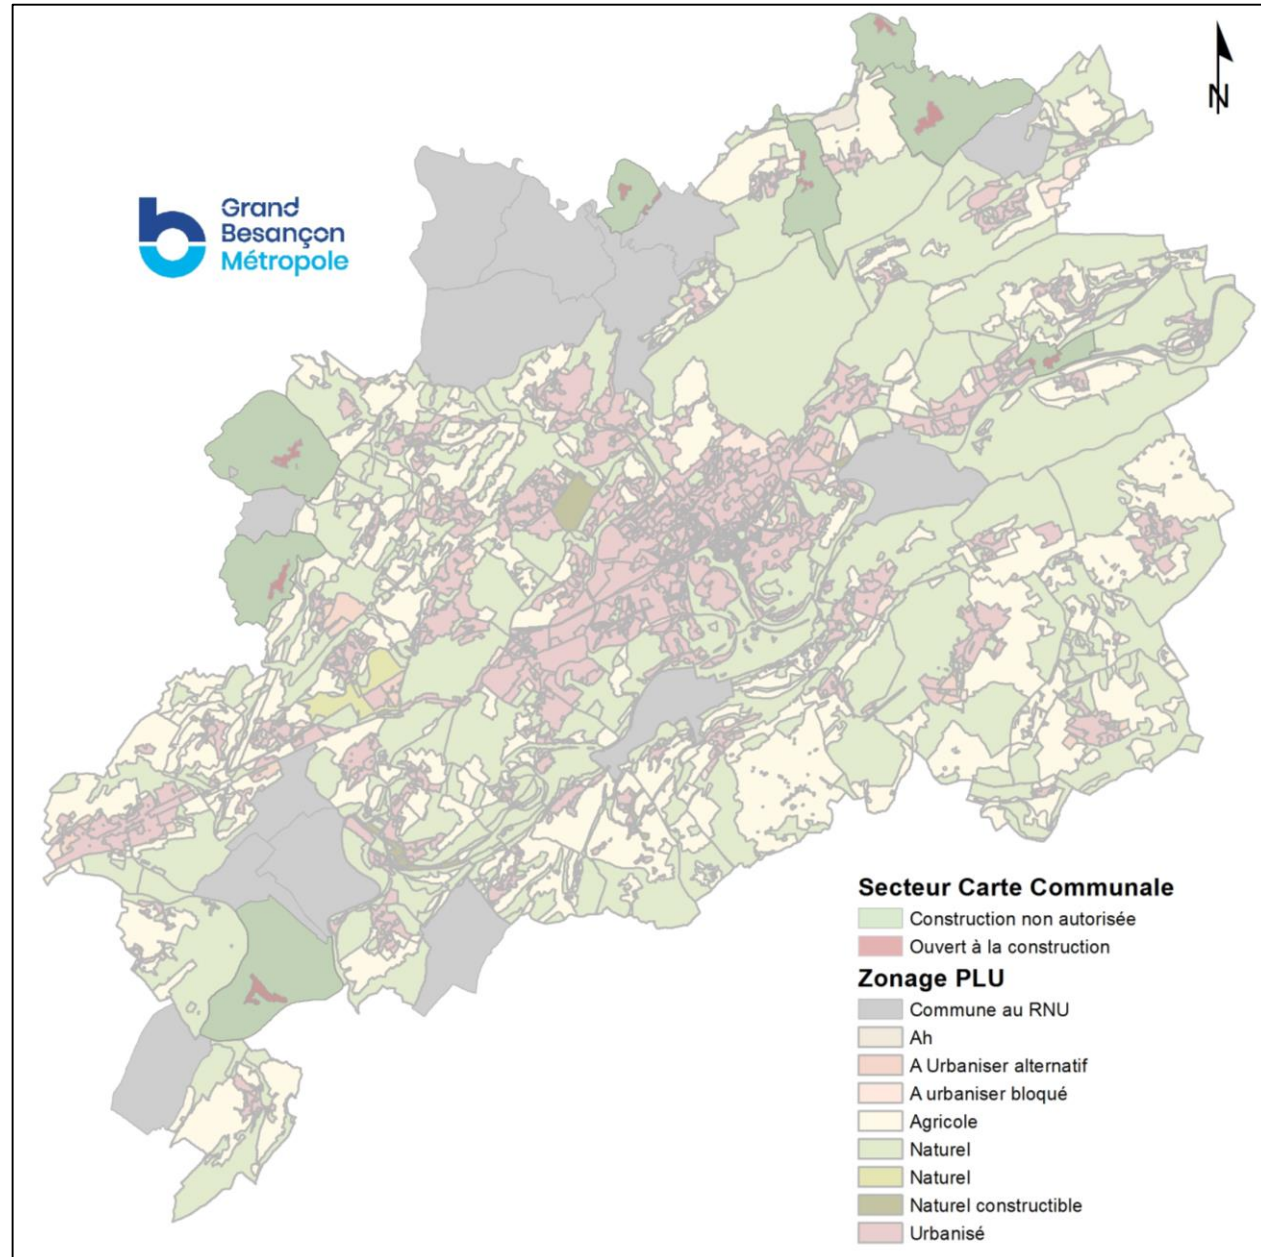 N
Grand
Besançon
Métropole
Secteur Carte Communale
Construction non autorisée
Ouvert à la construction
Zonage PLU
Commune au RNU
Ah
A Urbaniser alternatif
A urbaniser bloqué
Agricole
Naturel
Naturel
Naturel constructible
Urbanisé